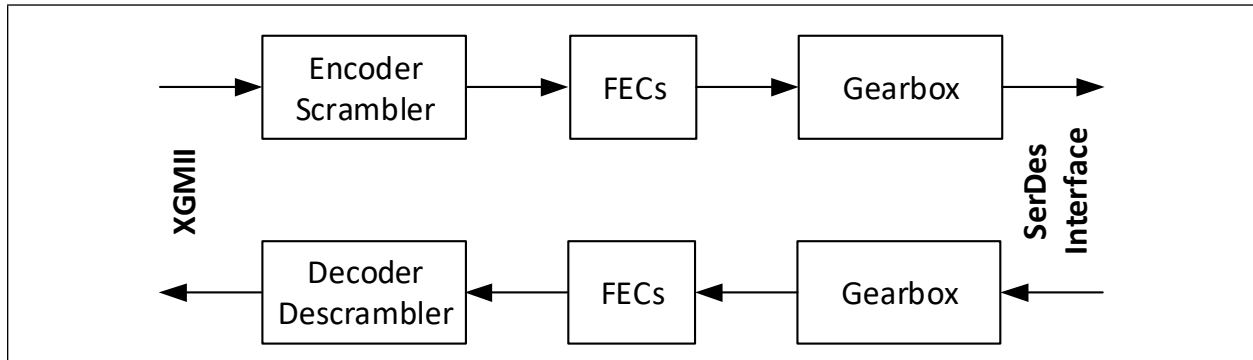 Encoder
Scrambler
FECs
Gearbox
XGMII
SerDes
Interface
Decoder
Descrambler
FECs
Gearbox